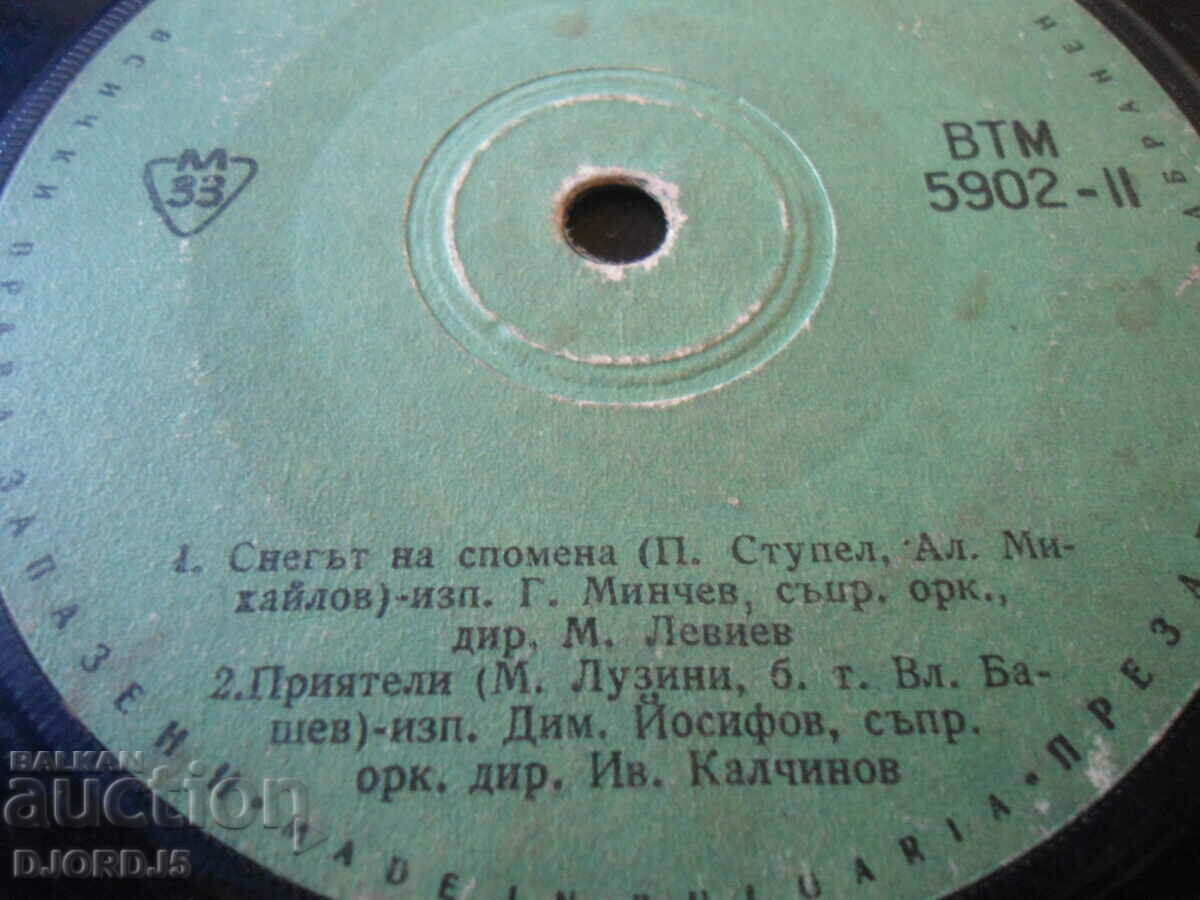 М
33
ВТМ
5902-II
1. Снегът на спомена (П. Ступел, Ал. Ми-
хайлов)-изп. Г. Минчев, съпр. орк.,
дир. М. Левиев
2.Приятели (М. Лузини, б. т. Вл. Ба-
шев)-изп. Дим. Йосифов, съпр.
орк. дир. Ив. Калчинов
ВСИЧКИ ПРАВА ЗАПАЗЕНИ • MADE IN BULGARIA •
BALKAN
auction
DJORDJ5